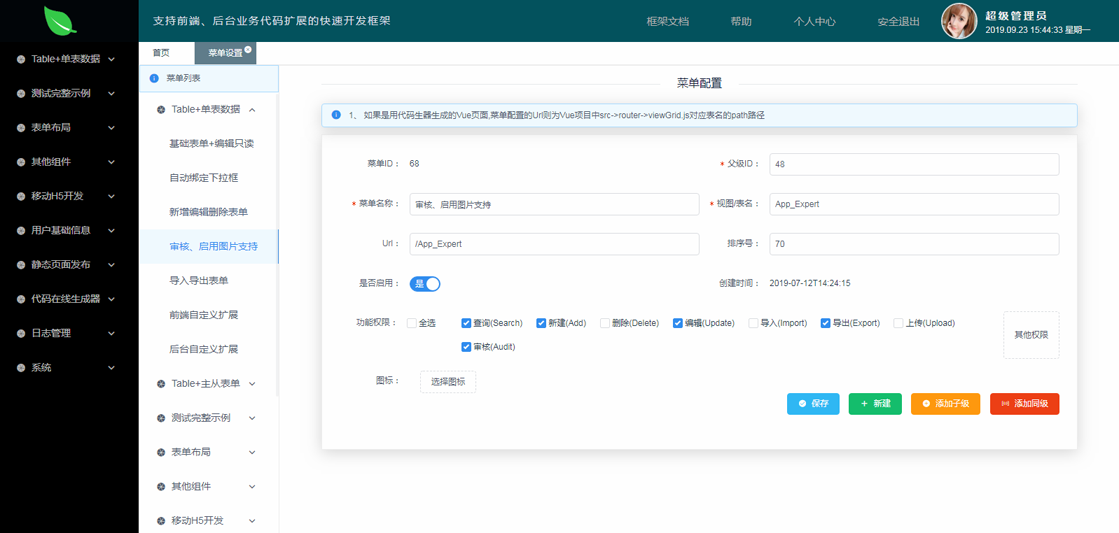 支持前端、后台业务代码扩展的快速开发框架
框架文档
帮助
个人中心
安全退出
超级管理员
2019.09.23 15:44:33 星期一
Table+单表数据
测试完整示例
表单布局
其他组件
移动H5开发
用户基础信息
静态页面发布
代码在线生成器
日志管理
系统
首页
菜单设置
菜单列表
Table+单表数据
基础表单+编辑只读
自动绑定下拉框
新增编辑删除表单
审核、启用图片支持
导入导出表单
前端自定义扩展
后台自定义扩展
Table+主从表单
测试完整示例
表单布局
其他组件
移动H5开发
菜单配置
1、 如果是用代码生器生成的Vue页面,菜单配置的Url则为Vue项目中src->router->viewGrid.js对应表名的path路径
菜单ID： 68
* 父级ID： 48
* 菜单名称： 审核、启用图片支持
* 视图/表名： App_Expert
Url： /App_Expert
排序号： 70
是否启用： 是
创建时间： 2019-07-12T14:24:15
功能权限： 全选 查询(Search) 新建(Add) 删除(Delete) 编辑(Update) 导入(Import) 导出(Export) 上传(Upload)
审核(Audit)
其他权限
图标： 选择图标
保存
+ 新建
添加子级
添加同级